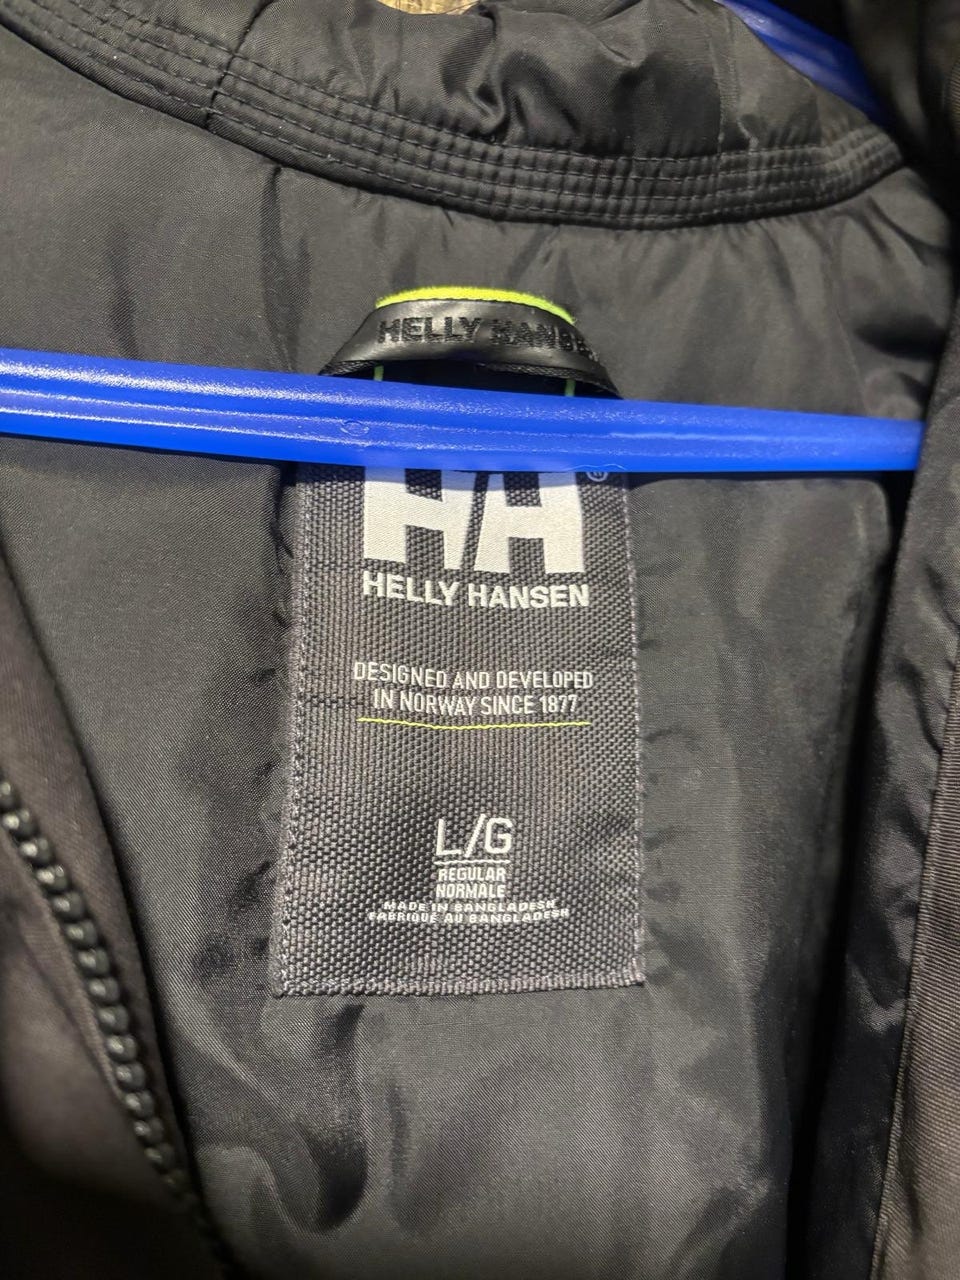 HELLY HANSEN
HH
®
HELLY HANSEN
DESIGNED AND DEVELOPED
IN NORWAY SINCE 1877
L/G
REGULAR
NORMALE
MADE IN BANGLADESH
FABRIQUÉ AU BANGLADESH